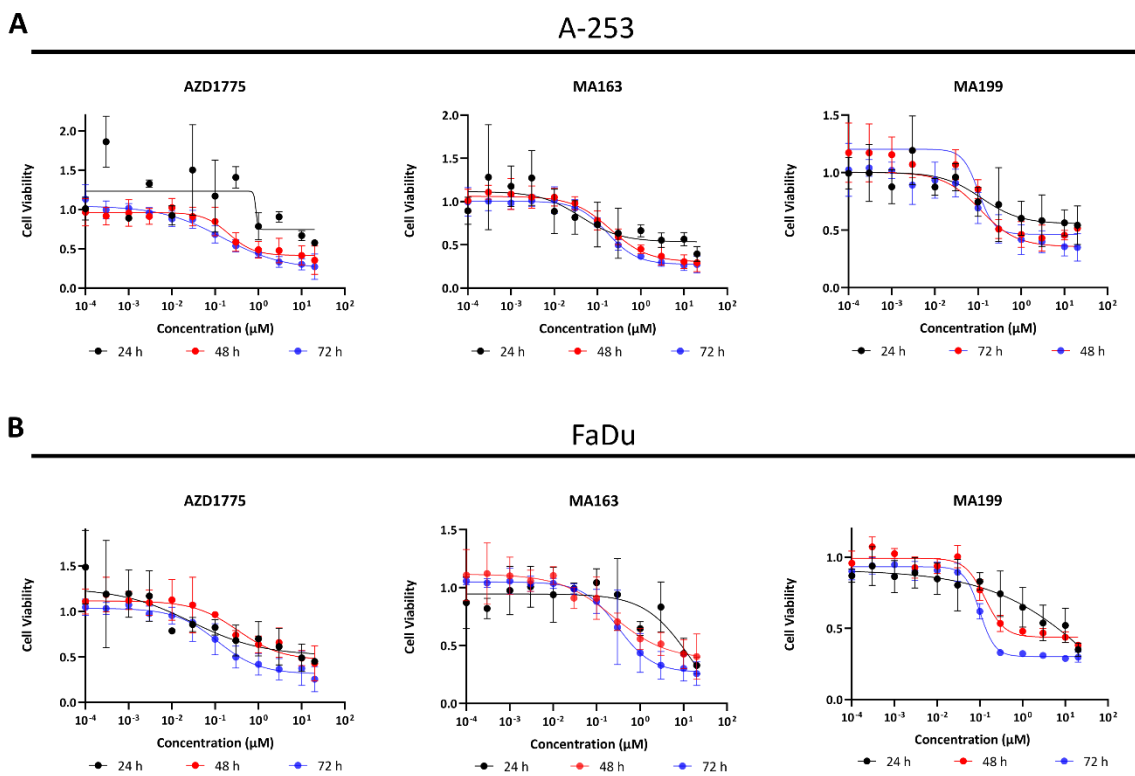 A
A-253
AZD1775
MA163
MA199
Cell Viability
2.0
1.5
1.0
0.5
0.0
10⁻⁴ 10⁻³ 10⁻² 10⁻¹ 10⁰ 10¹ 10²
Concentration (µM)
24 h 48 h 72 h
Cell Viability
2.0
1.5
1.0
0.5
0.0
10⁻⁴ 10⁻³ 10⁻² 10⁻¹ 10⁰ 10¹ 10²
Concentration (µM)
24 h 48 h 72 h
Cell Viability
1.5
1.0
0.5
0.0
10⁻⁴ 10⁻³ 10⁻² 10⁻¹ 10⁰ 10¹ 10²
Concentration (µM)
24 h 72 h 48 h
B
FaDu
AZD1775
MA163
MA199
Cell Viability
1.5
1.0
0.5
0.0
10⁻⁴ 10⁻³ 10⁻² 10⁻¹ 10⁰ 10¹ 10²
Concentration (µM)
24 h 48 h 72 h
Cell Viability
1.5
1.0
0.5
0.0
10⁻⁴ 10⁻³ 10⁻² 10⁻¹ 10⁰ 10¹ 10²
Concentration (µM)
24 h 48 h 72 h
Cell Viability
1.5
1.0
0.5
0.0
10⁻⁴ 10⁻³ 10⁻² 10⁻¹ 10⁰ 10¹ 10²
Concentration (µM)
24 h 48 h 72 h